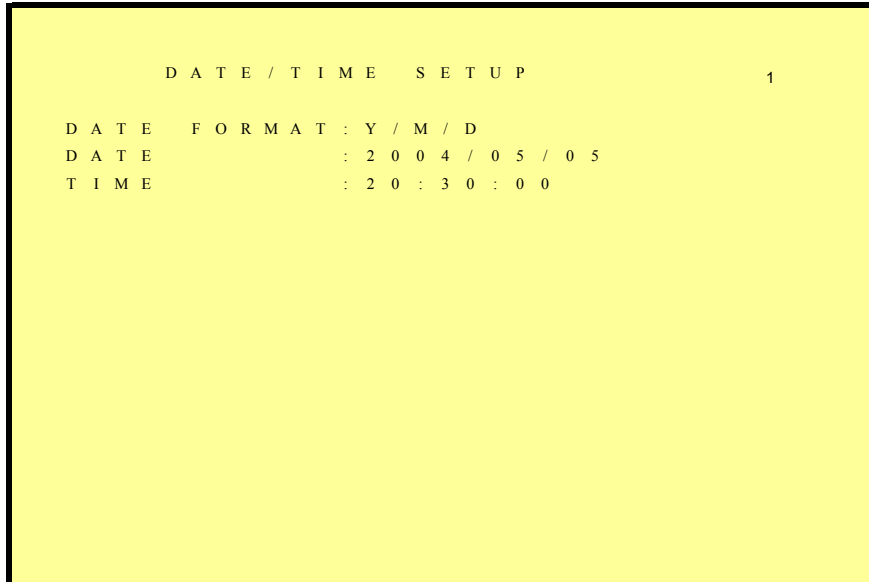 DATE/TIME SETUP 1
DATE FORMAT:Y/M/D
DATE :2004/05/05
TIME :20:30:00